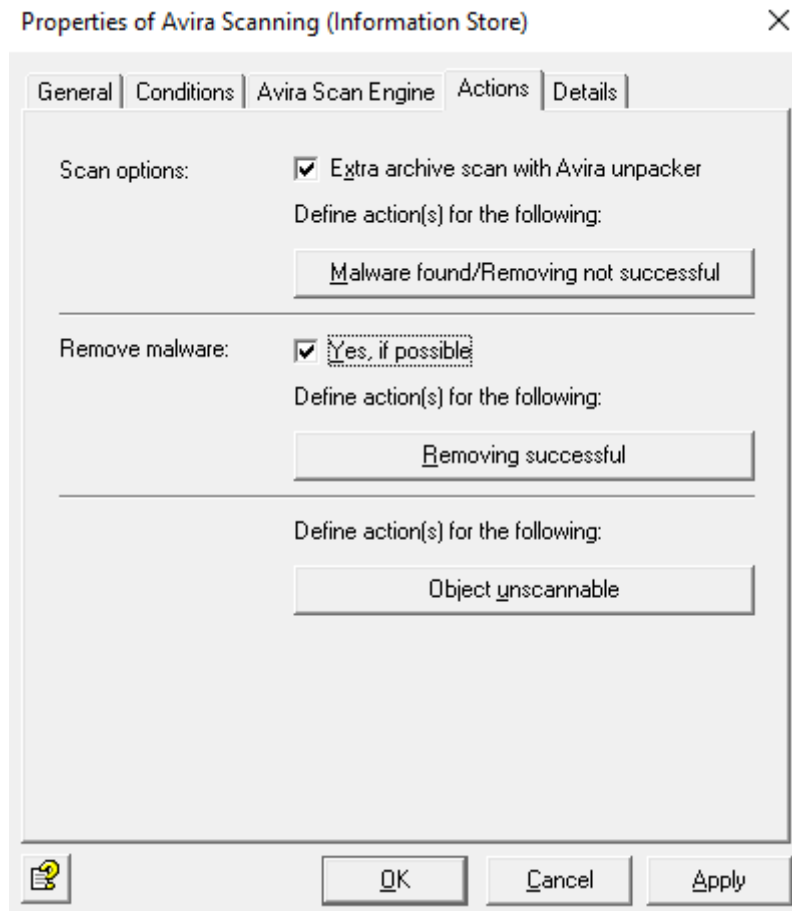 Properties of Avira Scanning (Information Store)
General Conditions Avira Scan Engine Actions Details
Scan options: Extra archive scan with Avira unpacker
Define action(s) for the following:
Malware found/Removing not successful
Remove malware: Yes, if possible
Define action(s) for the following:
Removing successful
Define action(s) for the following:
Object unscannable
OK Cancel Apply